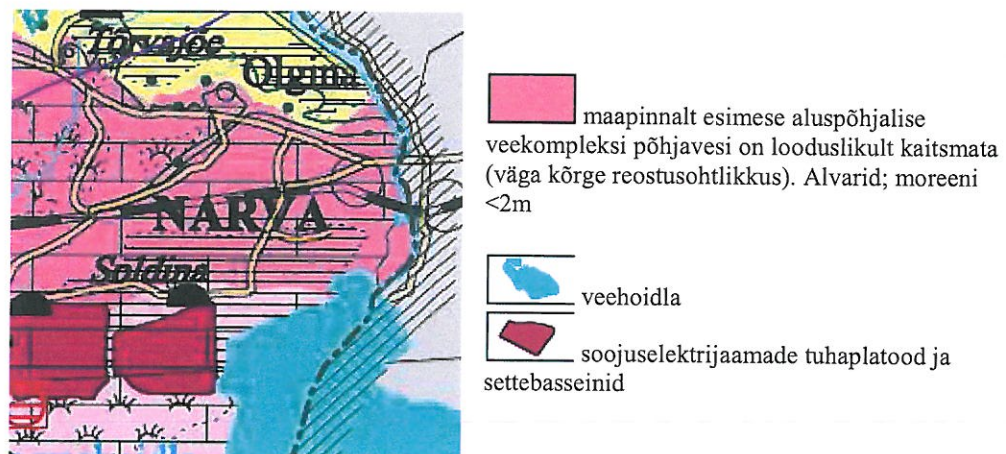 Tõrvajõe
Olgina
NARVA
Soldina
maapinnalt esimese aluspõhjalise
veekompleksi põhjavesi on looduslikult kaitsmata
(väga kõrge reostusohtlikkus). Alvarid; moreeni
<2m
veehoidla
soojuselektrijaamade tuhaplatood ja
settebasseinid